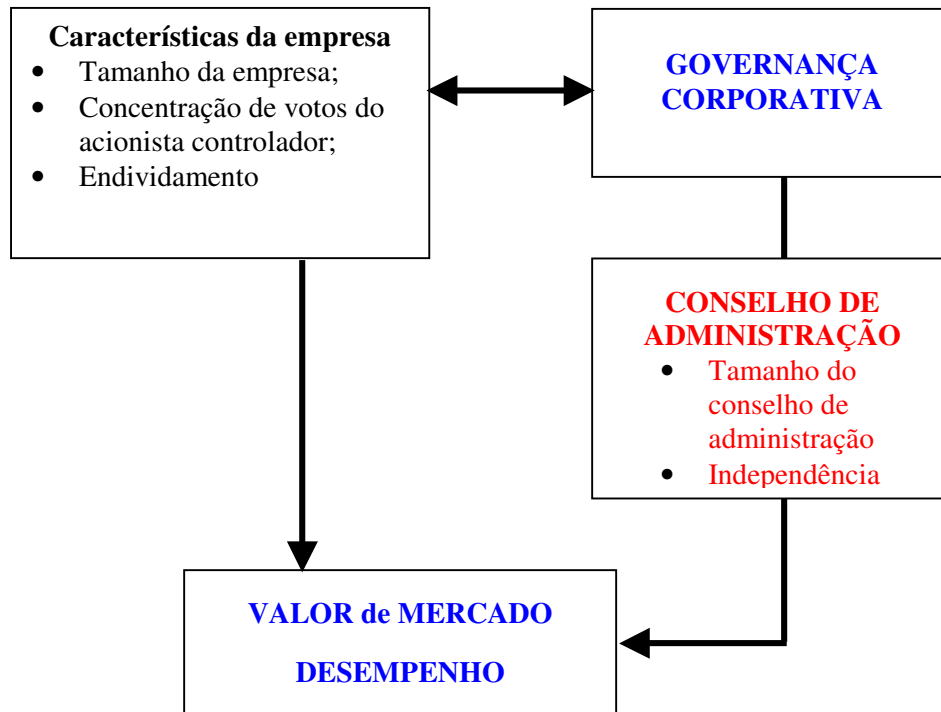 Características da empresa
• Tamanho da empresa;
• Concentração de votos do
acionista controlador;
• Endividamento
GOVERNANÇA
CORPORATIVA
CONSELHO DE
ADMINISTRAÇÃO
• Tamanho do
conselho de
administração
• Independência
VALOR de MERCADO
DESEMPENHO